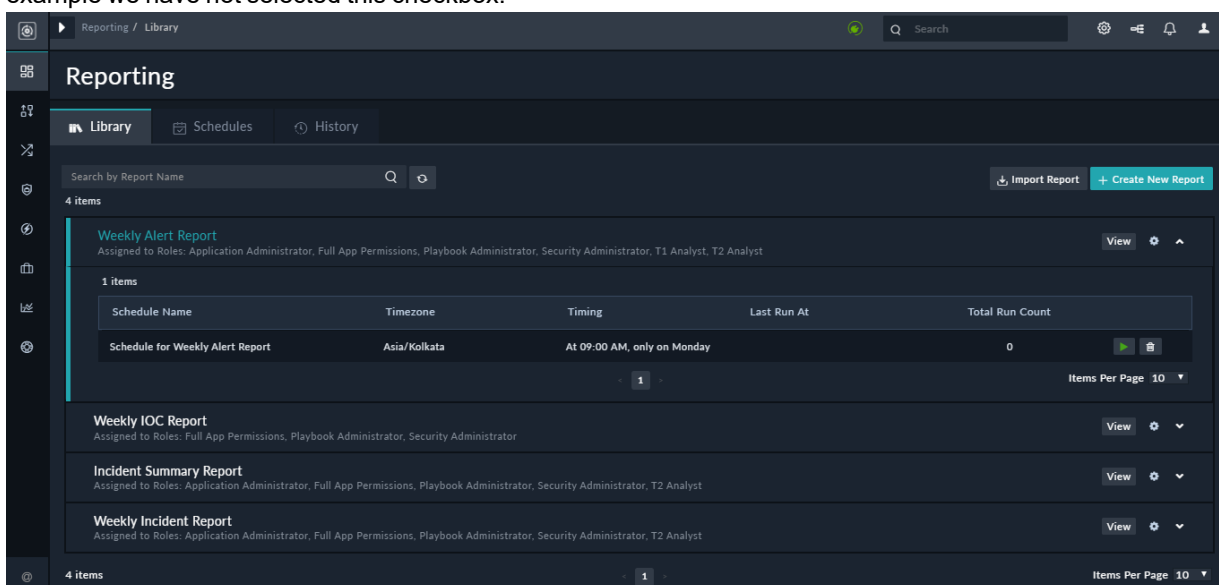 example we have not selected this checkbox.
Reporting / Library
Search
Reporting
Library
Schedules
History
Search by Report Name
Import Report
+ Create New Report
4 items
Weekly Alert Report
Assigned to Roles: Application Administrator, Full App Permissions, Playbook Administrator, Security Administrator, T1 Analyst, T2 Analyst
View
1 items
Schedule Name Timezone Timing Last Run At Total Run Count
Schedule for Weekly Alert Report Asia/Kolkata At 09:00 AM, only on Monday 0
< 1 >
Items Per Page 10
Weekly IOC Report
Assigned to Roles: Full App Permissions, Playbook Administrator, Security Administrator
View
Incident Summary Report
Assigned to Roles: Application Administrator, Full App Permissions, Playbook Administrator, Security Administrator, T2 Analyst
View
Weekly Incident Report
Assigned to Roles: Application Administrator, Full App Permissions, Playbook Administrator, Security Administrator, T2 Analyst
View
@
4 items
< 1 >
Items Per Page 10